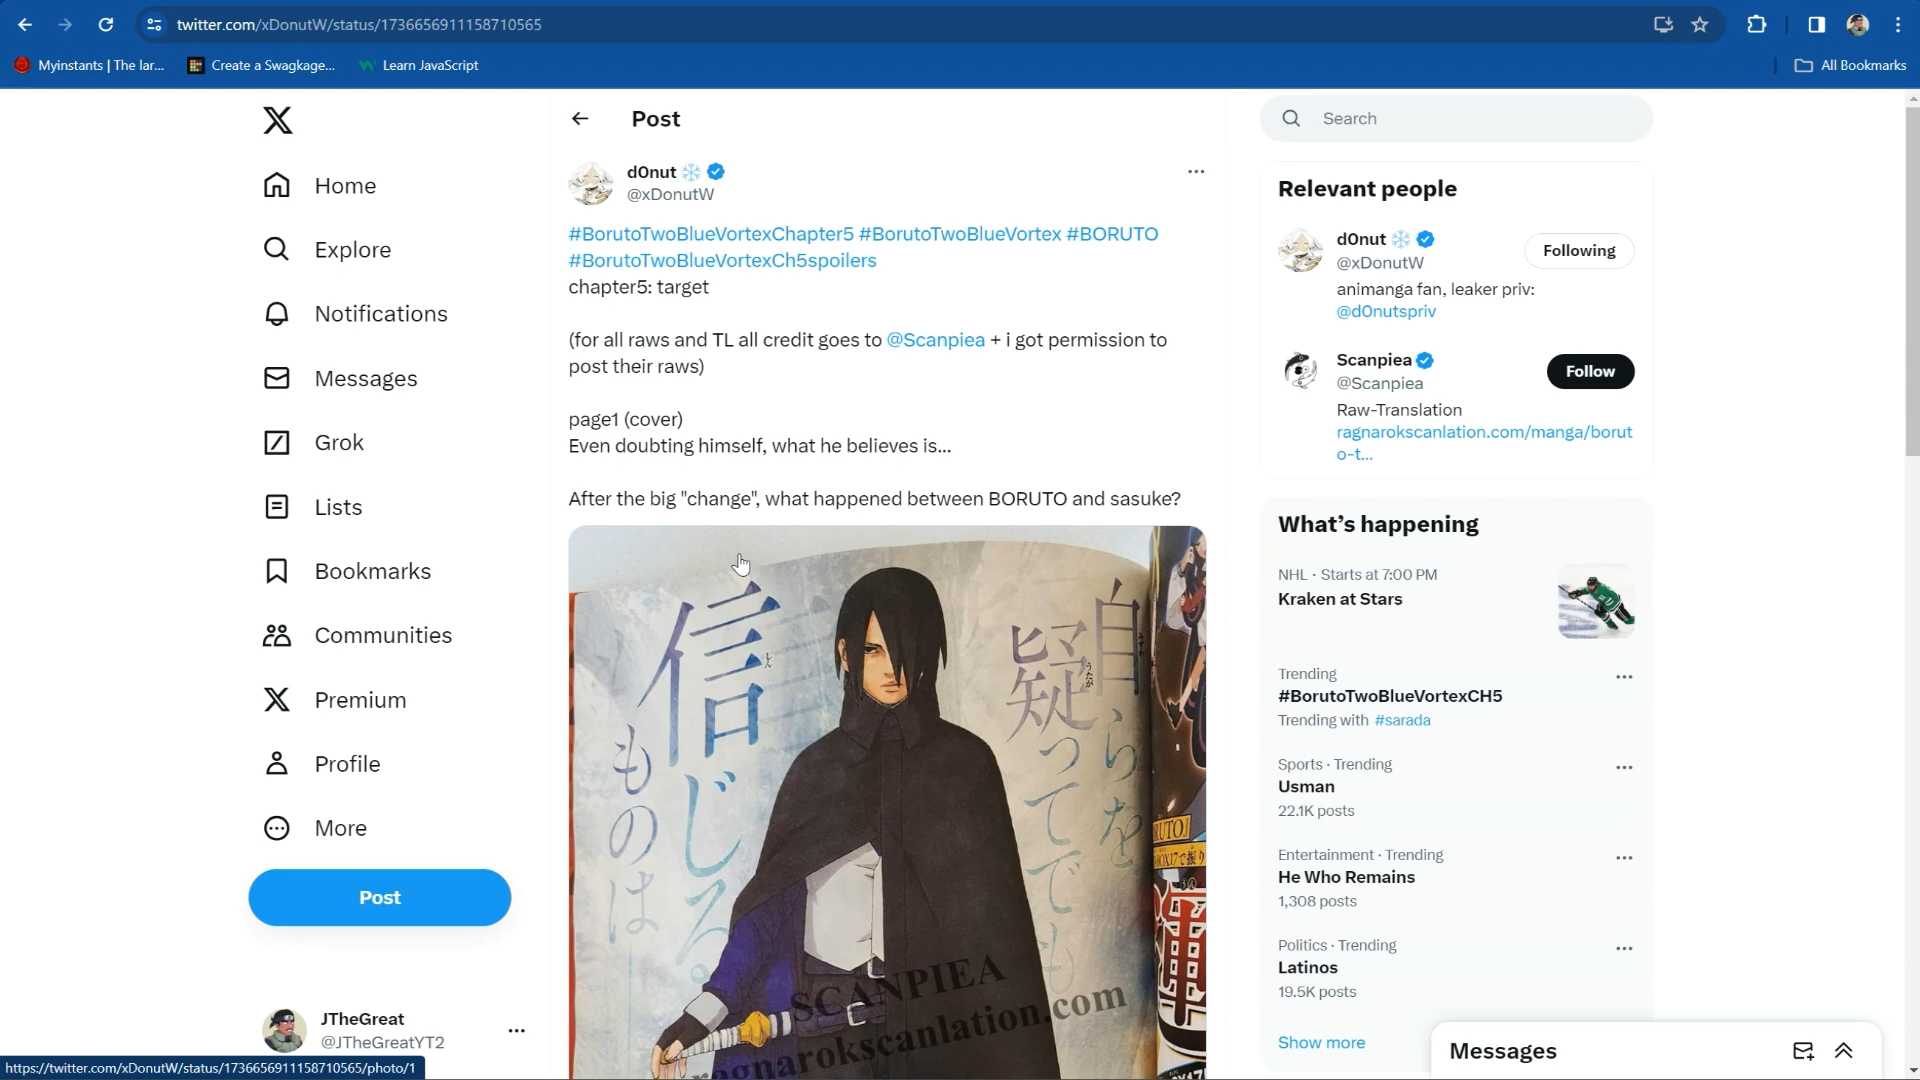 twitter.com/xDonutW/status/1736656911158710565
Myinstants | The lar...
Create a Swagkage...
Learn JavaScript
All Bookmarks
Home
Explore
Notifications
Messages
Grok
Lists
Bookmarks
Communities
Premium
Profile
More
Post
JTheGreat
@JTheGreatYT2
https://twitter.com/xDonutW/status/1736656911158710565/photo/1
Post
d0nut
@xDonutW
#BorutoTwoBlueVortexChapter5 #BorutoTwoBlueVortex #BORUTO
#BorutoTwoBlueVortexCh5spoilers
chapter5: target
(for all raws and TL all credit goes to @Scanpiea + i got permission to
post their raws)
page1 (cover)
Even doubting himself, what he believes is...
After the big "change", what happened between BORUTO and sasuke?
自らを
疑ってでも
信じる。
ものは
SCANPIEA
ragnarokscanlation.com
Search
Relevant people
d0nut
@xDonutW
Following
animanga fan, leaker priv:
@d0nutspriv
Scanpiea
@Scanpiea
Follow
Raw-Translation
ragnarokscanlation.com/manga/borut
o-t...
What's happening
NHL · Starts at 7:00 PM
Kraken at Stars
Trending
#BorutoTwoBlueVortexCH5
Trending with #sarada
Sports · Trending
Usman
22.1K posts
Entertainment · Trending
He Who Remains
1,308 posts
Politics · Trending
Latinos
19.5K posts
Show more
Messages